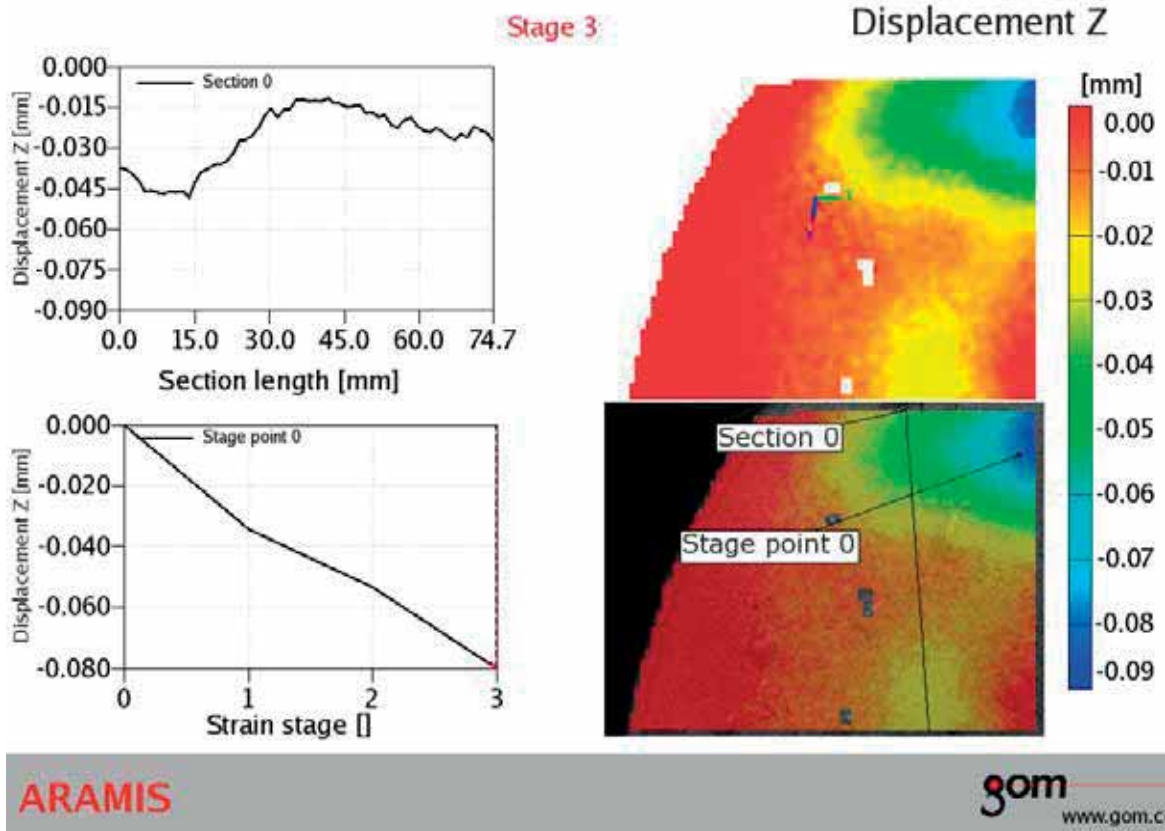 Stage 3
Displacement Z
0.000
-0.015
-0.030
-0.045
-0.060
-0.075
-0.090
Displacement Z [mm]
Section 0
0.0 15.0 30.0 45.0 60.0 74.7
Section length [mm]
0.000
-0.020
-0.040
-0.060
-0.080
Displacement Z [mm]
Stage point 0
0 1 2 3
Strain stage []
[mm]
0.00
-0.01
-0.02
-0.03
-0.04
-0.05
-0.06
-0.07
-0.08
-0.09
Section 0
Stage point 0
ARAMIS
gom
www.gom.c